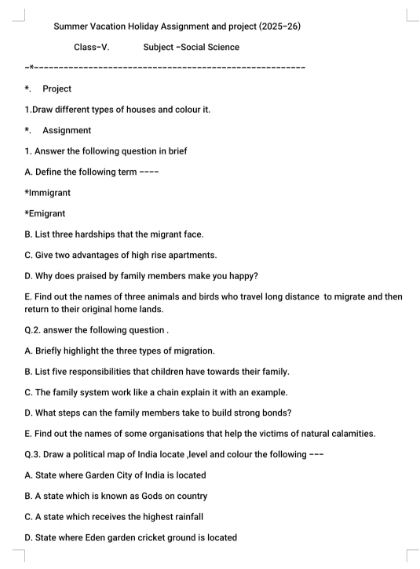 Summer Vacation Holiday Assignment and project (2025-26)
Class-V. Subject -Social Science
-*-------------------------------------------------------
*. Project
1.Draw different types of houses and colour it.
*. Assignment
1. Answer the following question in brief
A. Define the following term ----
*Immigrant
*Emigrant
B. List three hardships that the migrant face.
C. Give two advantages of high rise apartments.
D. Why does praised by family members make you happy?
E. Find out the names of three animals and birds who travel long distance to migrate and then
return to their original home lands.
Q.2. answer the following question .
A. Briefly highlight the three types of migration.
B. List five responsibilities that children have towards their family.
C. The family system work like a chain explain it with an example.
D. What steps can the family members take to build strong bonds?
E. Find out the names of some organisations that help the victims of natural calamities.
Q.3. Draw a political map of India locate ,level and colour the following ---
A. State where Garden City of India is located
B. A state which is known as Gods on country
C. A state which receives the highest rainfall
D. State where Eden garden cricket ground is located